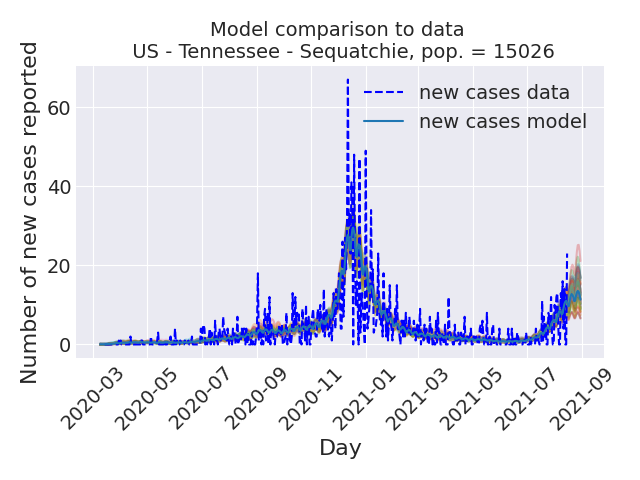 Model comparison to data
US - Tennessee - Sequatchie, pop. = 15026
Number of new cases reported
60
40
20
0
new cases data
new cases model
2020-03
2020-05
2020-07
2020-09
2020-11
2021-01
2021-03
2021-05
2021-07
2021-09
Day